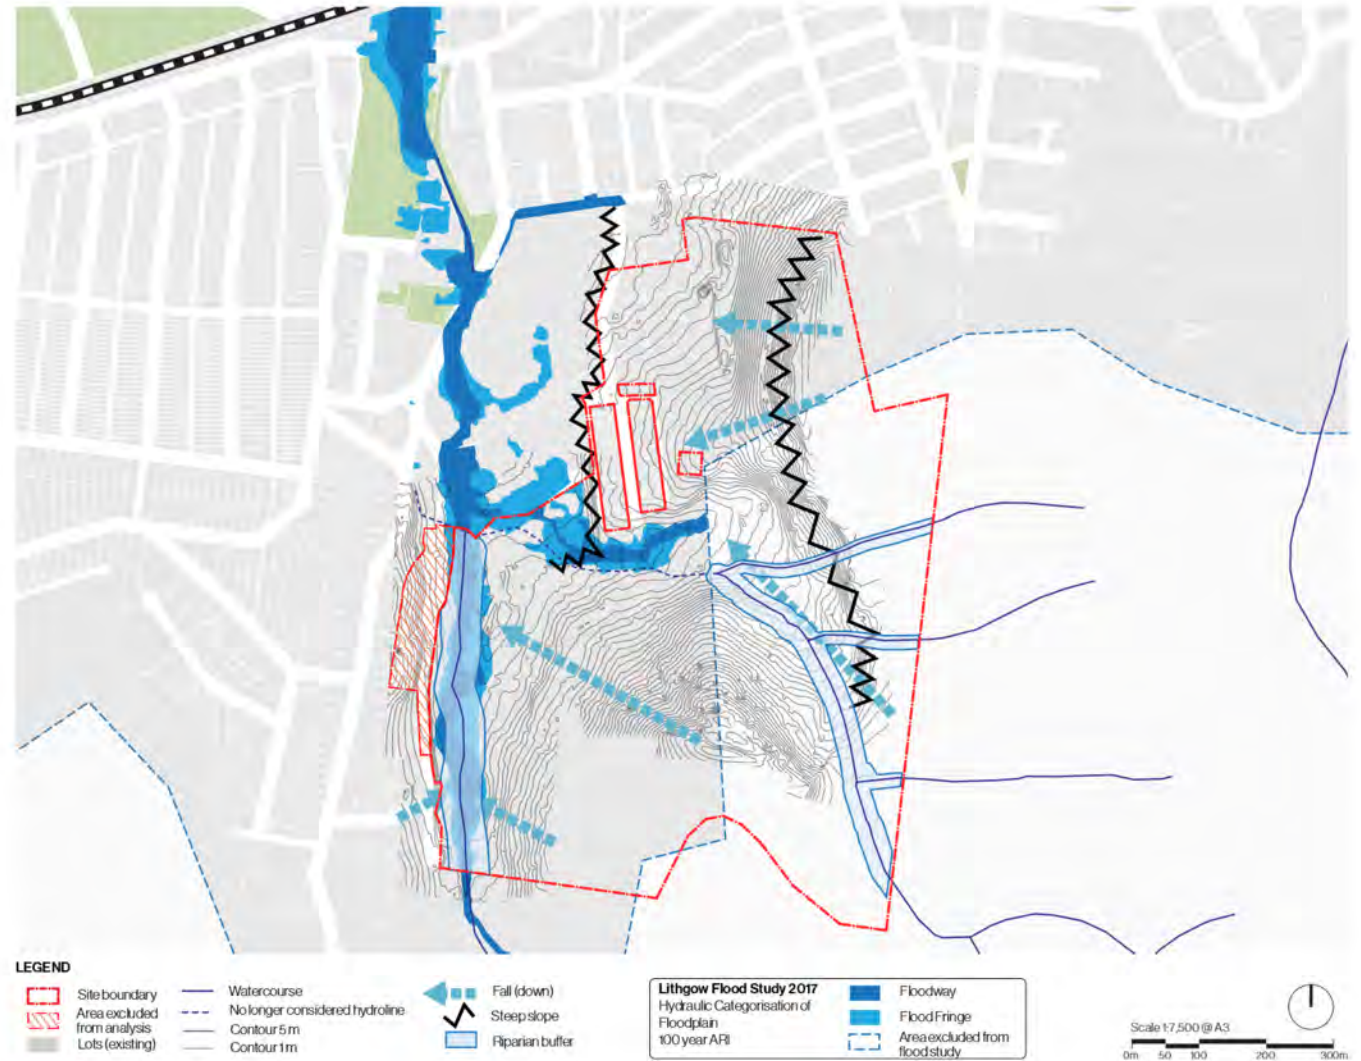 LEGEND
Site boundary
Area excluded
from analysis
Lots (existing)
Watercourse
No longer considered hydroline
Contour 5 m
Contour 1 m
Fall (down)
Steep slope
Riparian buffer
Lithgow Flood Study 2017
Hydraulic Categorisation of
Floodplain
100 year ARI
Floodway
Flood Fringe
Area excluded from
flood study
Scale 1:7,500 @ A3
0m 50 100 200 300m